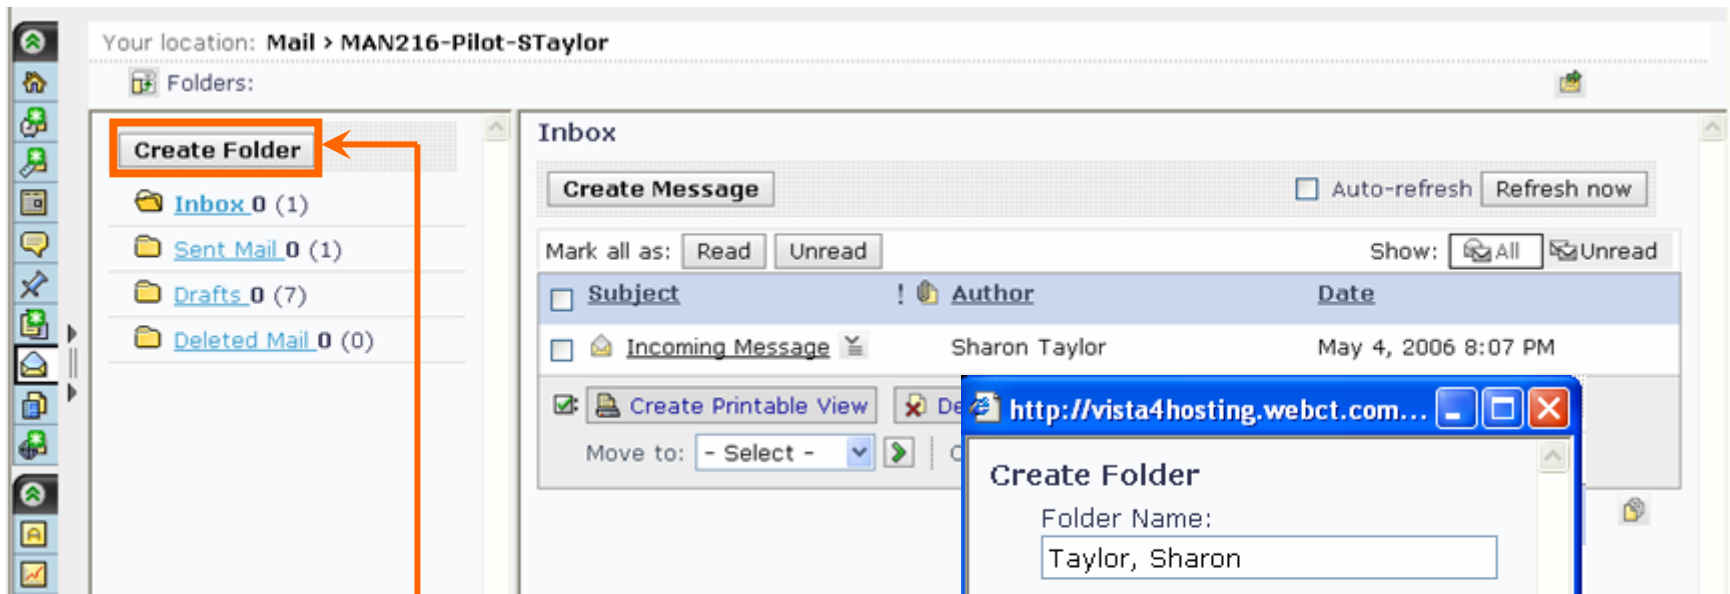 Your location: Mail > MAN216-Pilot-STaylor
Folders:
Create Folder
Inbox 0 (1)
Sent Mail 0 (1)
Drafts 0 (7)
Deleted Mail 0 (0)
Inbox
Create Message
Auto-refresh Refresh now
Mark all as: Read Unread Show: All Unread
Subject ! Author Date
Incoming Message Sharon Taylor May 4, 2006 8:07 PM
Create Printable View
Move to: - Select -
http://vista4hosting.webct.com...
Create Folder
Folder Name:
Taylor, Sharon